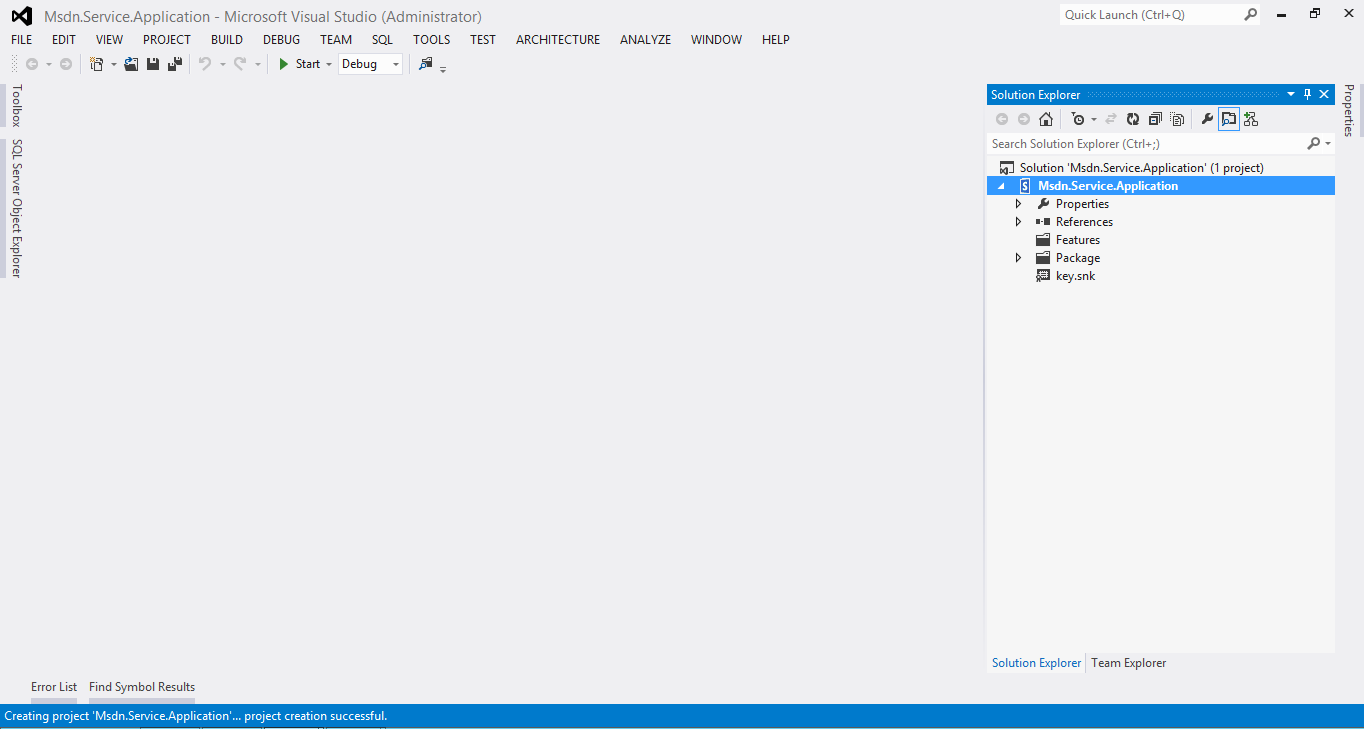 Msdn.Service.Application - Microsoft Visual Studio (Administrator)
Quick Launch (Ctrl+Q)
FILE EDIT VIEW PROJECT BUILD DEBUG TEAM SQL TOOLS TEST ARCHITECTURE ANALYZE WINDOW HELP
Start Debug
Toolbox
SQL Server Object Explorer
Solution Explorer
Search Solution Explorer (Ctrl+;)
Solution 'Msdn.Service.Application' (1 project)
Msdn.Service.Application
Properties
References
Features
Package
key.snk
Solution Explorer Team Explorer
Properties
Error List Find Symbol Results
Creating project 'Msdn.Service.Application'... project creation successful.